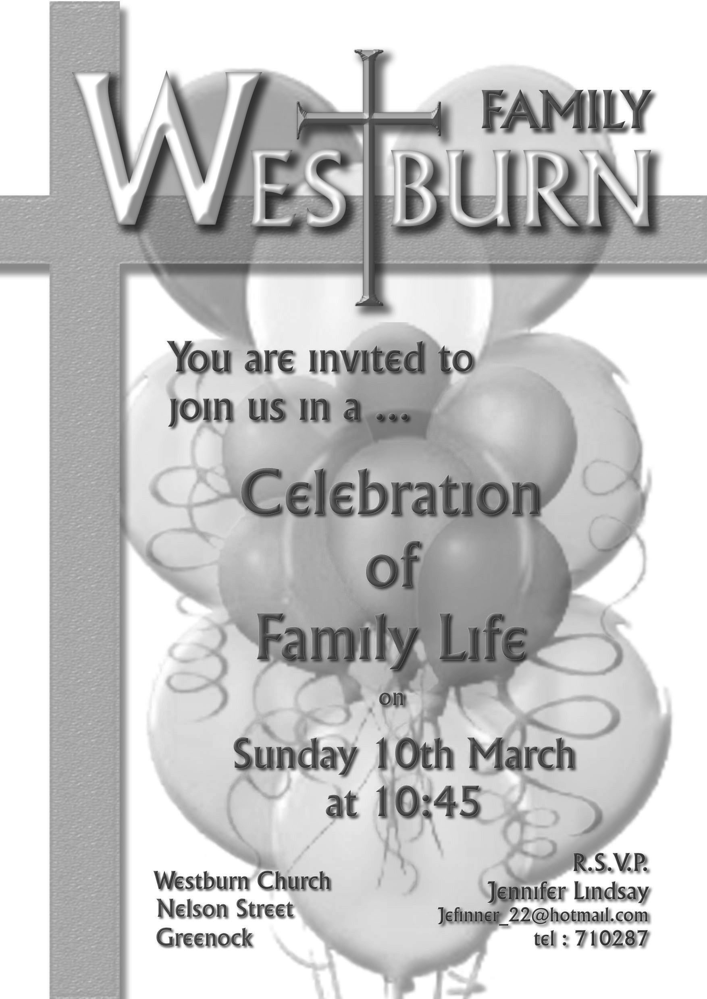 FAMILY
WESTBURN
You are invited to
join us in a ...
Celebration
of
Family Life
on
Sunday 10th March
at 10:45
Westburn Church
Nelson Street
Greenock
R.S.V.P.
Jennifer Lindsay
Jefinner_22@hotmail.com
tel : 710287